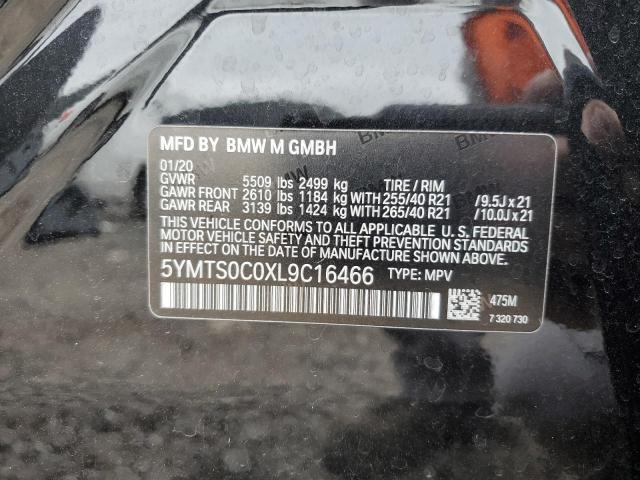 MFD BY BMW M GMBH
01/20
GVWR 5509 lbs 2499 kg TIRE / RIM
GAWR FRONT 2610 lbs 1184 kg WITH 255/40 R21 /9.5J x 21
GAWR REAR 3139 lbs 1424 kg WITH 265/40 R21 /10.0J x 21
THIS VEHICLE CONFORMS TO ALL APPLICABLE U. S. FEDERAL
MOTOR VEHICLE SAFETY, BUMPER, AND THEFT PREVENTION
STANDARDS IN EFFECT ON THE DATE OF MANUFACTURE SHOWN ABOVE.
5YMTS0C0XL9C16466 TYPE: MPV
475M
7 320 730